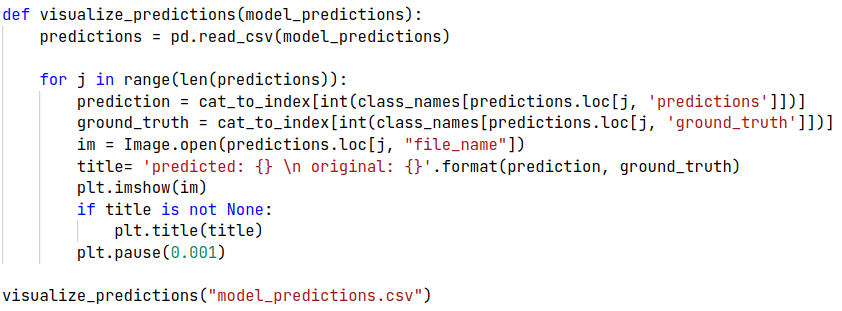 def visualize_predictions(model_predictions):
    predictions = pd.read_csv(model_predictions)

    for j in range(len(predictions)):
        prediction = cat_to_index[int(class_names[predictions.loc[j, 'predictions']])]
        ground_truth = cat_to_index[int(class_names[predictions.loc[j, 'ground_truth']])]
        im = Image.open(predictions.loc[j, "file_name"])
        title= 'predicted: {} \n original: {}'.format(prediction, ground_truth)
        plt.imshow(im)
        if title is not None:
            plt.title(title)
        plt.pause(0.001)

visualize_predictions("model_predictions.csv")